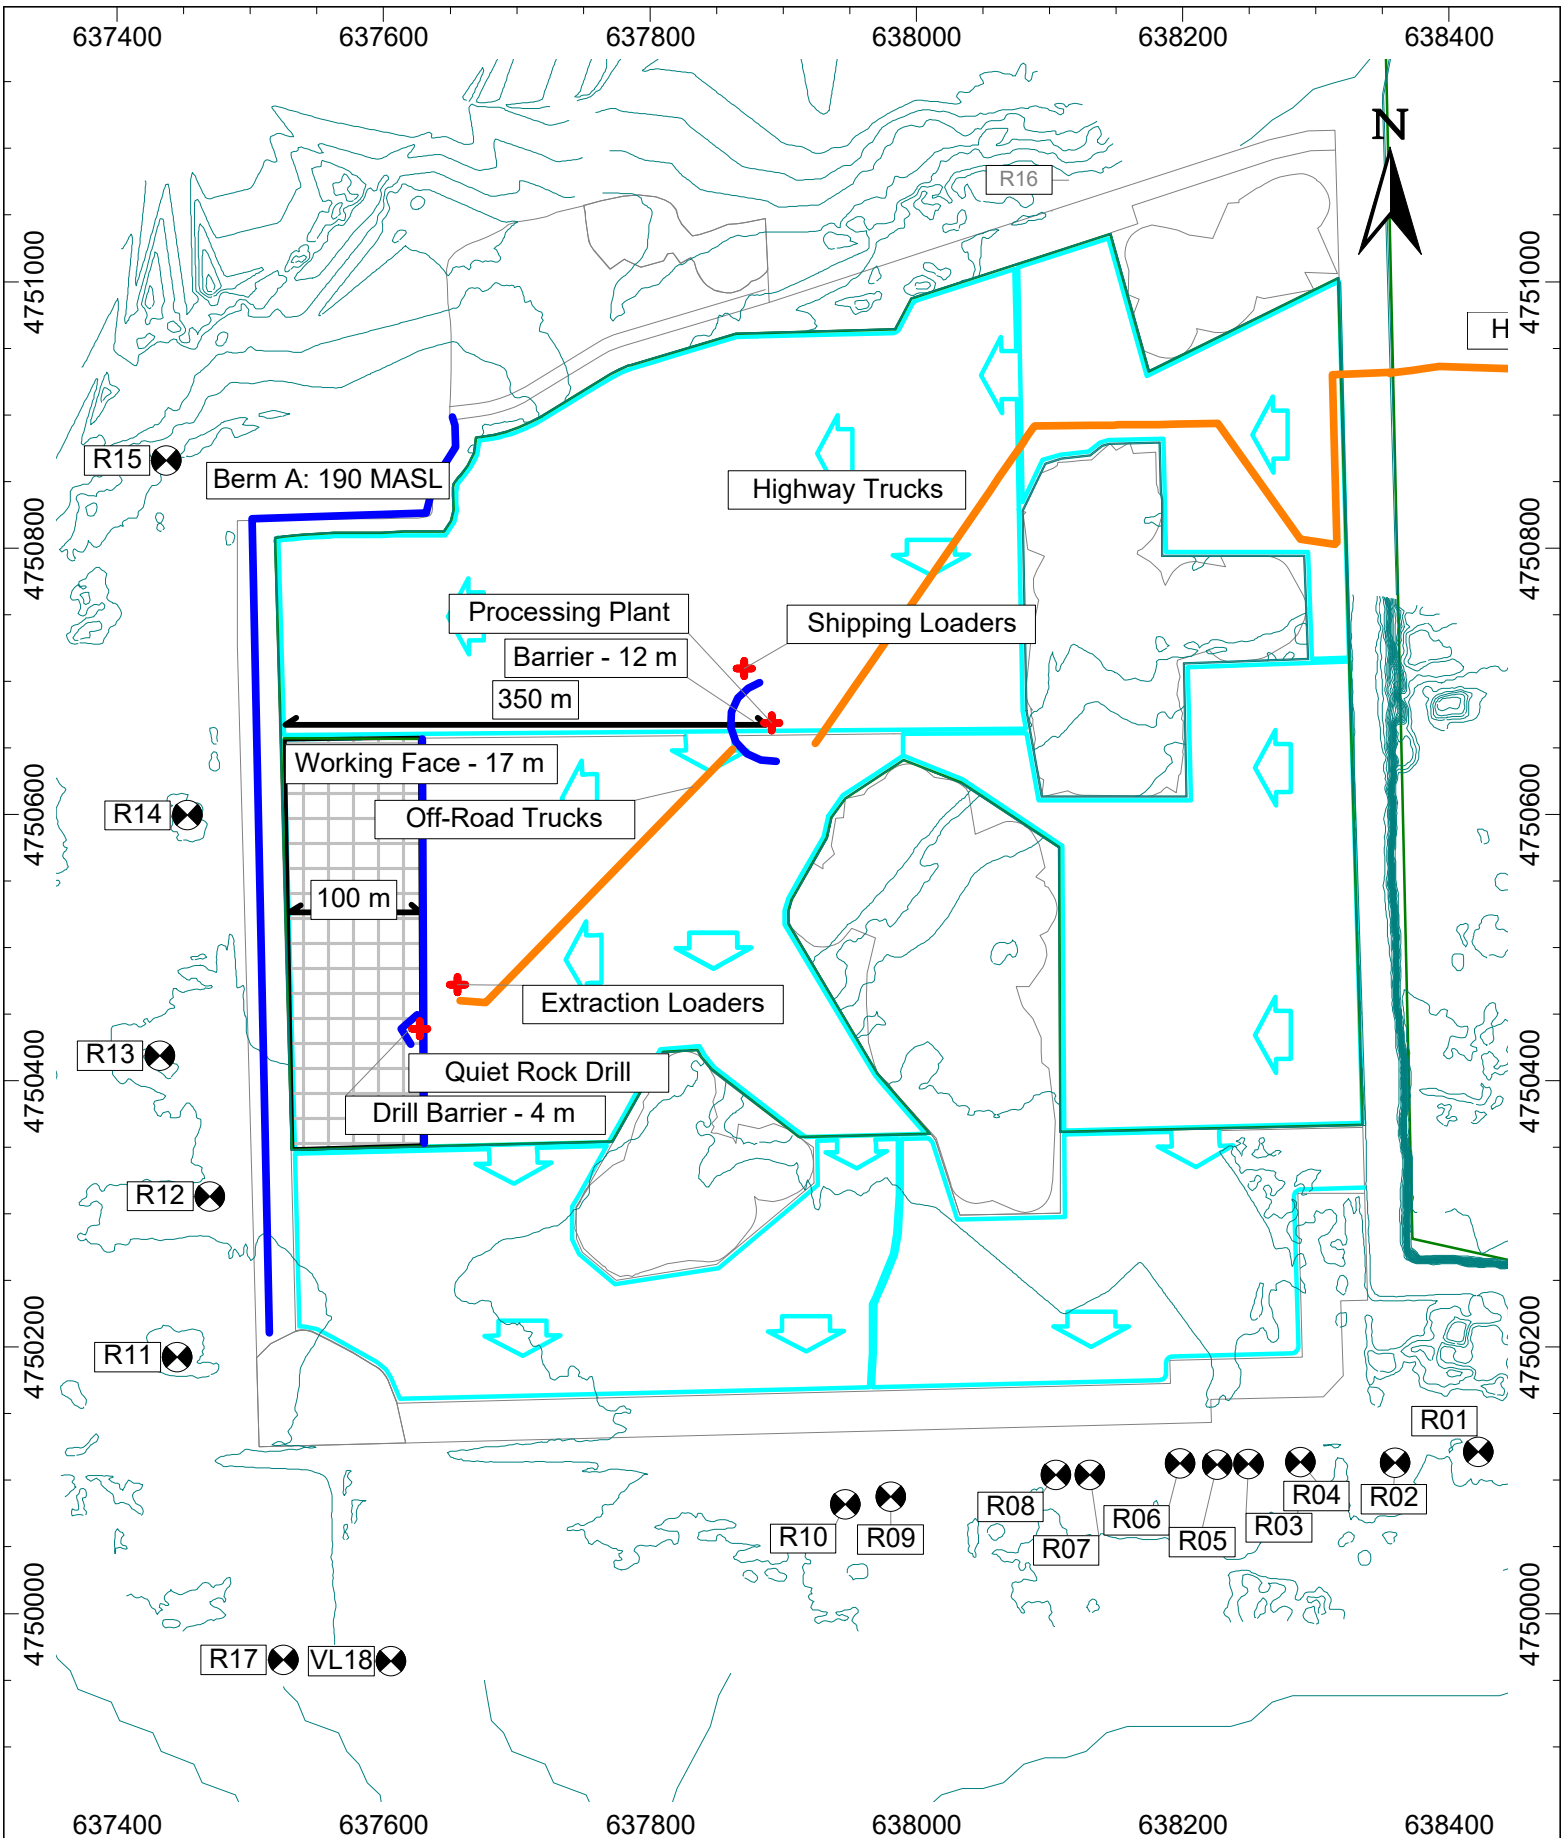 637400
637600
637800
638000
638200
638400
N
R16
4751000
4751000
H
R15
Berm A: 190 MASL
Highway Trucks
4750800
4750800
Processing Plant
Shipping Loaders
Barrier - 12 m
350 m
Working Face - 17 m
4750600
4750600
R14
Off-Road Trucks
100 m
Extraction Loaders
R13
Quiet Rock Drill
4750400
4750400
Drill Barrier - 4 m
R12
4750200
4750200
R11
R01
R08
R06
R04
R02
R10
R09
R07
R05
R03
4750000
4750000
R17
VL18
637400
637600
637800
638000
638200
638400